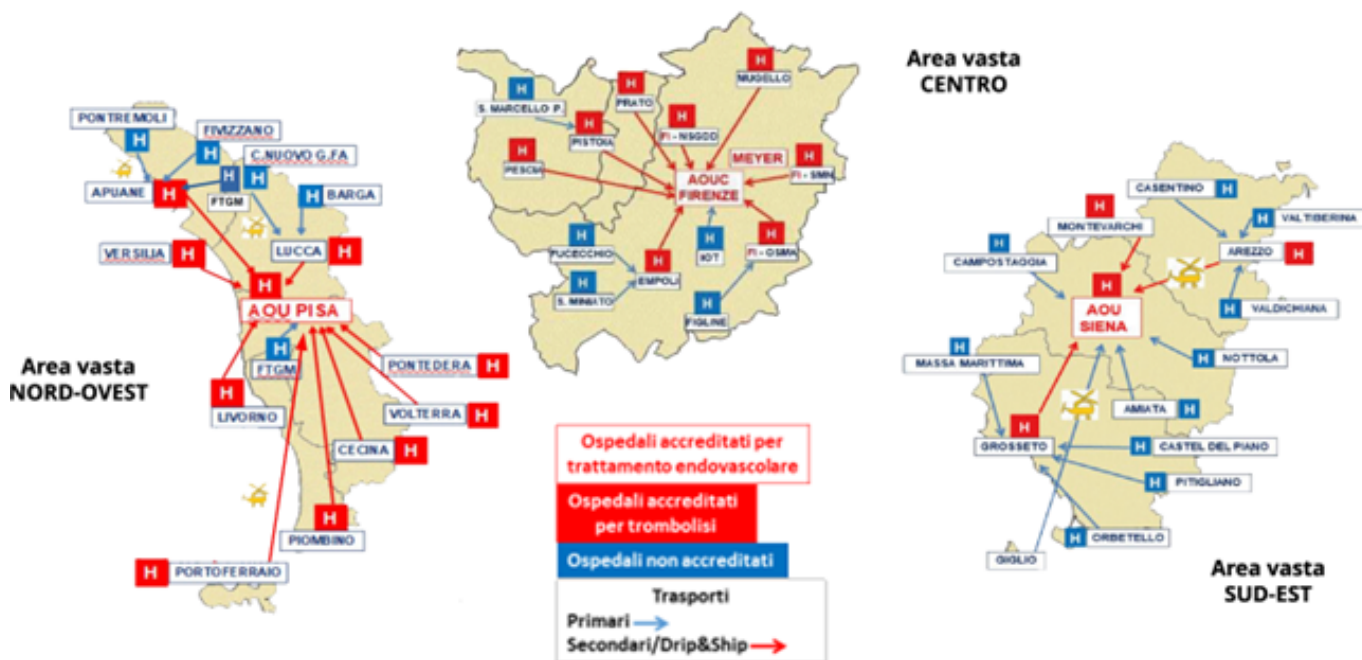 Area vasta
NORD-OVEST
PONTREMOLI
H
FIVIZZANO
H
C.NUOVO G.FA
H
H
FTGM
APUANE
H
H
BARGA
VERSILIA
H
LUCCA
H
H
AOU PISA
H
FTGM
H
LIVORNO
PONTEDERA
H
VOLTERRA
H
CECINA
H
H
PIOMBINO
H
PORTOFERRAIO
Area vasta
CENTRO
H
S. MARCELLO P.
H
PRATO
H
MUGELLO
H
PISTOIA
H
FI - NSGDD
H
PESCIA
MEYER
H
FI - SMN
AOUC
FIRENZE
H
FUCECCHIO
H
EMPOLI
H
IOT
H
FI - OSMA
H
S. MINIATO
H
FIGLINE
Ospedali accreditati per
trattamento endovascolare
Ospedali accreditati
per trombolisi
Ospedali non accreditati
Trasporti
Primari
Secondari/Drip&Ship
Area vasta
SUD-EST
CASENTINO
H
H
VALTIBERINA
H
MONTEVARCHI
AREZZO
H
H
CAMPOSTAGGIA
H
AOU
SIENA
H
VALDICHIANA
H
MASSA MARITTIMA
H
NOTTOLA
AMIATA
H
H
GROSSETO
H
CASTEL DEL PIANO
H
PITIGLIANO
H
ORBETELLO
GIGLIO